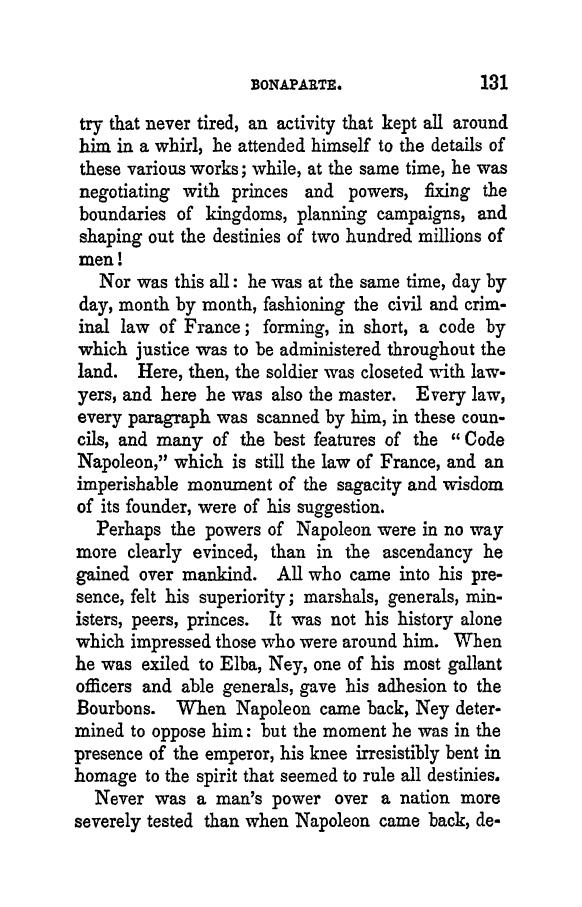 BONAPARTE. 131
try that never tired, an activity that kept all around
him in a whirl, he attended himself to the details of
these various works; while, at the same time, he was
negotiating with princes and powers, fixing the
boundaries of kingdoms, planning campaigns, and
shaping out the destinies of two hundred millions of
men!
Nor was this all: he was at the same time, day by
day, month by month, fashioning the civil and crim-
inal law of France; forming, in short, a code by
which justice was to be administered throughout the
land. Here, then, the soldier was closeted with law-
yers, and here he was also the master. Every law,
every paragraph was scanned by him, in these coun-
cils, and many of the best features of the "Code
Napoleon," which is still the law of France, and an
imperishable monument of the sagacity and wisdom
of its founder, were of his suggestion.
Perhaps the powers of Napoleon were in no way
more clearly evinced, than in the ascendancy he
gained over mankind. All who came into his pre-
sence, felt his superiority; marshals, generals, min-
isters, peers, princes. It was not his history alone
which impressed those who were around him. When
he was exiled to Elba, Ney, one of his most gallant
officers and able generals, gave his adhesion to the
Bourbons. When Napoleon came back, Ney deter-
mined to oppose him: but the moment he was in the
presence of the emperor, his knee irresistibly bent in
homage to the spirit that seemed to rule all destinies.
Never was a man's power over a nation more
severely tested than when Napoleon came back, de-